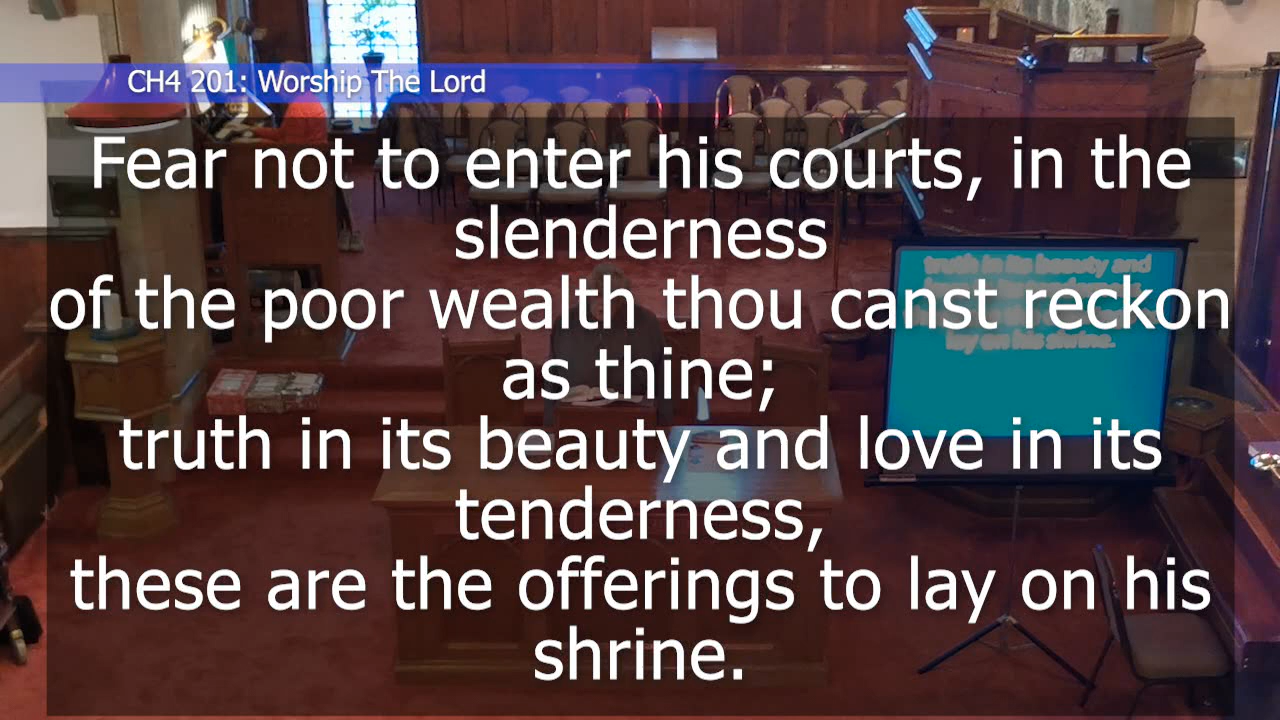 CH4 201: Worship The Lord
Fear not to enter his courts, in the
slenderness
of the poor wealth thou canst reckon
as thine;
truth in its beauty and love in its
tenderness,
these are the offerings to lay on his
shrine.
truth in its beauty and
lay on his shrine.